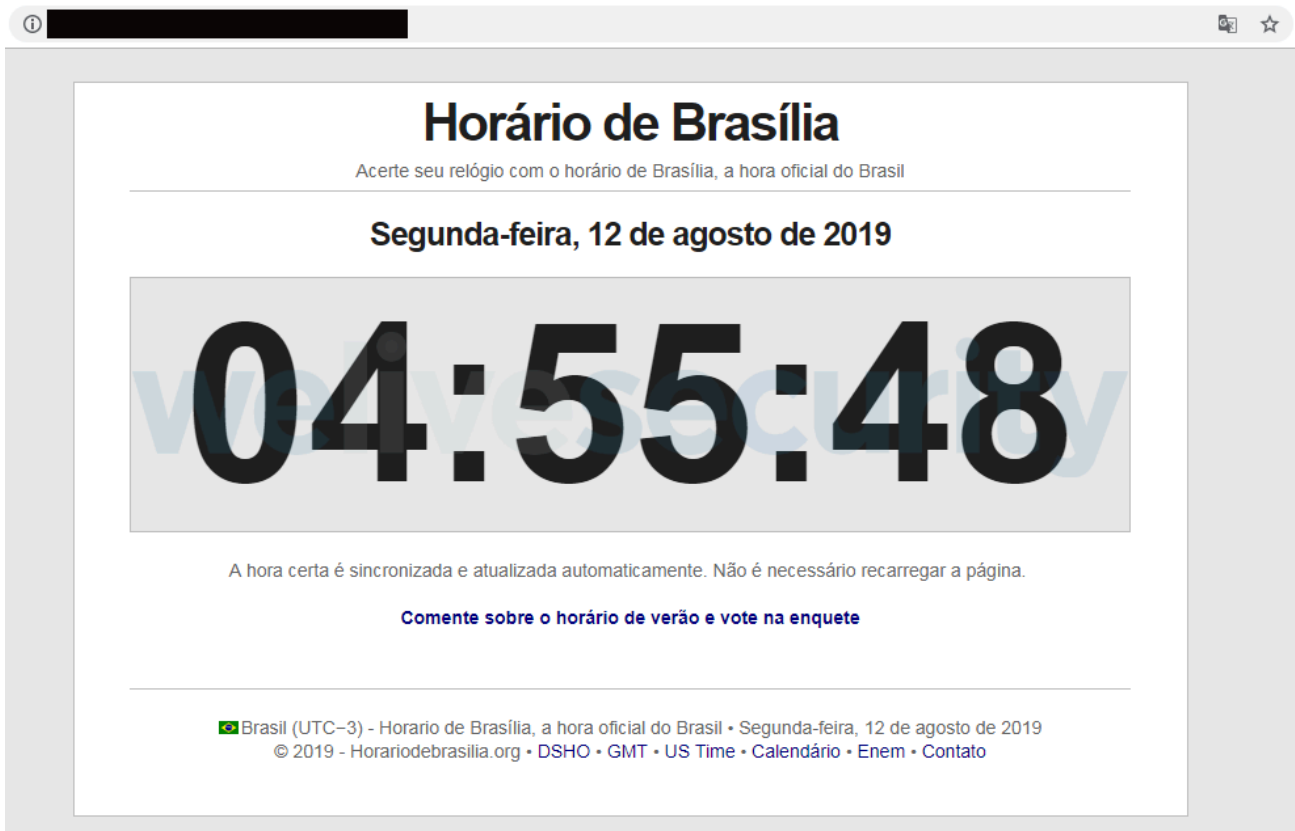 Horário de Brasília
Acerte seu relógio com o horário de Brasília, a hora oficial do Brasil
Segunda-feira, 12 de agosto de 2019
04:55:48
welivesecurity
A hora certa é sincronizada e atualizada automaticamente. Não é necessário recarregar a página.
Comente sobre o horário de verão e vote na enquete
Brasil (UTC−3) - Horario de Brasília, a hora oficial do Brasil • Segunda-feira, 12 de agosto de 2019
© 2019 - Horariodebrasilia.org • DSHO • GMT • US Time • Calendário • Enem • Contato